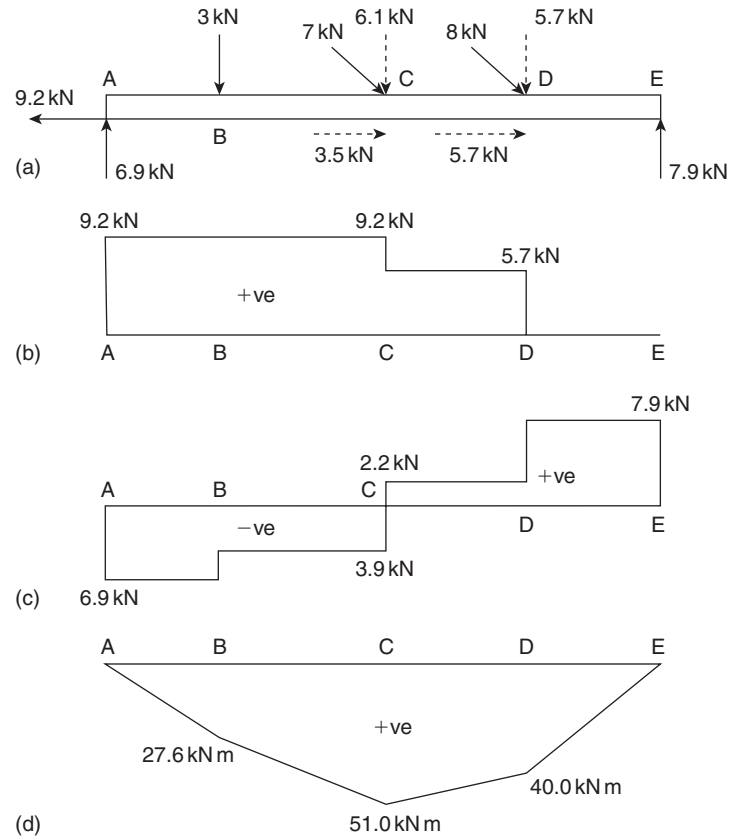 3 kN
6.1 kN
5.7 kN
7 kN
8 kN
A
C
D
E
9.2 kN
B
3.5 kN
5.7 kN
(a)
6.9 kN
7.9 kN
9.2 kN
9.2 kN
5.7 kN
+ve
(b)
A
B
C
D
E
7.9 kN
2.2 kN
A
B
C
+ve
−ve
D
E
3.9 kN
(c)
6.9 kN
A
B
C
D
E
+ve
27.6 kN m
40.0 kN m
51.0 kN m
(d)